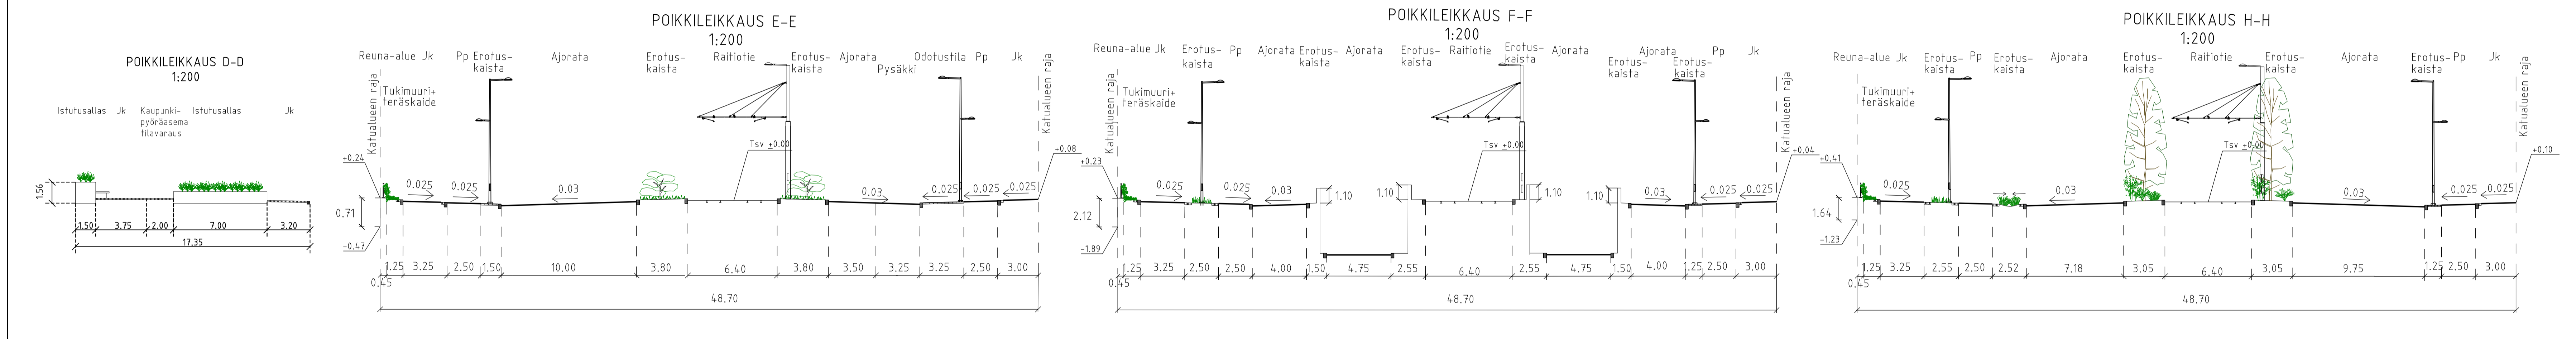 POIKKILEIKKAUS D-D
1:200
Istutusallas Jk Kaupunki- Istutusallas Jk
pyöräasema
tilavaraus
1.56
1.50 3.75 2.00 7.00 3.20
17.35
POIKKILEIKKAUS E-E
1:200
Reuna-alue Jk Pp Erotus- Ajorata Erotus- Raitiotie Erotus- Ajorata Odotustila Pp Jk
kaista kaista kaista Pysäkki
Katualueen raja
Tukimuuri+
teräskaide
Katualueen raja
Tsv ±0.00
+0.24 +0.08
0.025 0.025 0.03 0.03 0.025 0.025 0.025
0.71
-0.47
1.25 3.25 2.50 1.50 10.00 3.80 6.40 3.80 3.50 3.25 3.25 2.50 3.00
0.45
48.70
POIKKILEIKKAUS F-F
1:200
Reuna-alue Jk Erotus- Pp Ajorata Erotus- Ajorata Erotus- Raitiotie Erotus- Ajorata Ajorata Pp Jk
kaista kaista kaista kaista Erotus- Erotus-
kaista kaista
Katualueen raja
Tukimuuri+
teräskaide
Katualueen raja
Tsv ±0.00
+0.23 +0.04
0.025 0.025 0.03 1.10 1.10 1.10 1.10 0.03 0.025 0.025
2.12
-1.89
1.25 3.25 2.50 2.50 4.00 1.50 4.75 2.55 6.40 2.55 4.75 1.50 4.00 1.25 2.50 3.00
0.45
48.70
POIKKILEIKKAUS H-H
1:200
Reuna-alue Jk Erotus- Pp Erotus- Ajorata Erotus- Raitiotie Erotus- Ajorata Erotus- Pp Jk
kaista kaista kaista kaista kaista
Katualueen raja
Tukimuuri+
teräskaide
Katualueen raja
Tsv ±0.00
+0.41 +0.10
0.025 0.025 0.03 0.03 0.025 0.025
1.64
-1.23
1.25 3.25 2.55 2.50 2.52 7.18 3.05 6.40 3.05 9.75 1.25 2.50 3.00
0.45
48.70